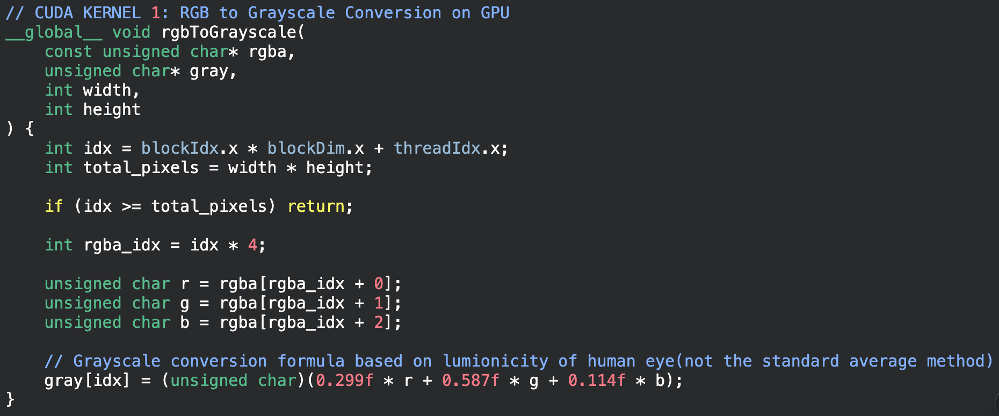 // CUDA KERNEL 1: RGB to Grayscale Conversion on GPU
__global__ void rgbToGrayscale(
    const unsigned char* rgba,
    unsigned char* gray,
    int width,
    int height
) {
    int idx = blockIdx.x * blockDim.x + threadIdx.x;
    int total_pixels = width * height;

    if (idx >= total_pixels) return;

    int rgba_idx = idx * 4;

    unsigned char r = rgba[rgba_idx + 0];
    unsigned char g = rgba[rgba_idx + 1];
    unsigned char b = rgba[rgba_idx + 2];

    // Grayscale conversion formula based on lumionicity of human eye(not the standard average method)
    gray[idx] = (unsigned char)(0.299f * r + 0.587f * g + 0.114f * b);
}